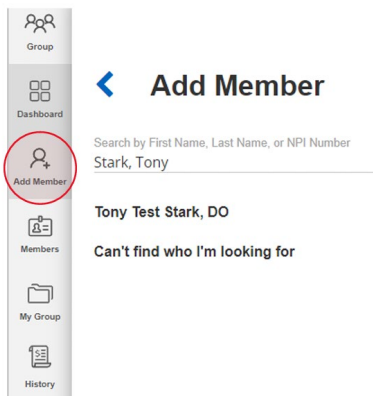 Group
Dashboard
Add Member
Members
My Group
History
Add Member
Search by First Name, Last Name, or NPI Number
Stark, Tony
Tony Test Stark, DO
Can't find who I'm looking for